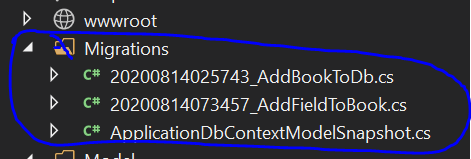 wwwroot
Migrations
C# 20200814025743_AddBookToDb.cs
C# 20200814073457_AddFieldToBook.cs
C# ApplicationDbContextModelSnapshot.cs
Model